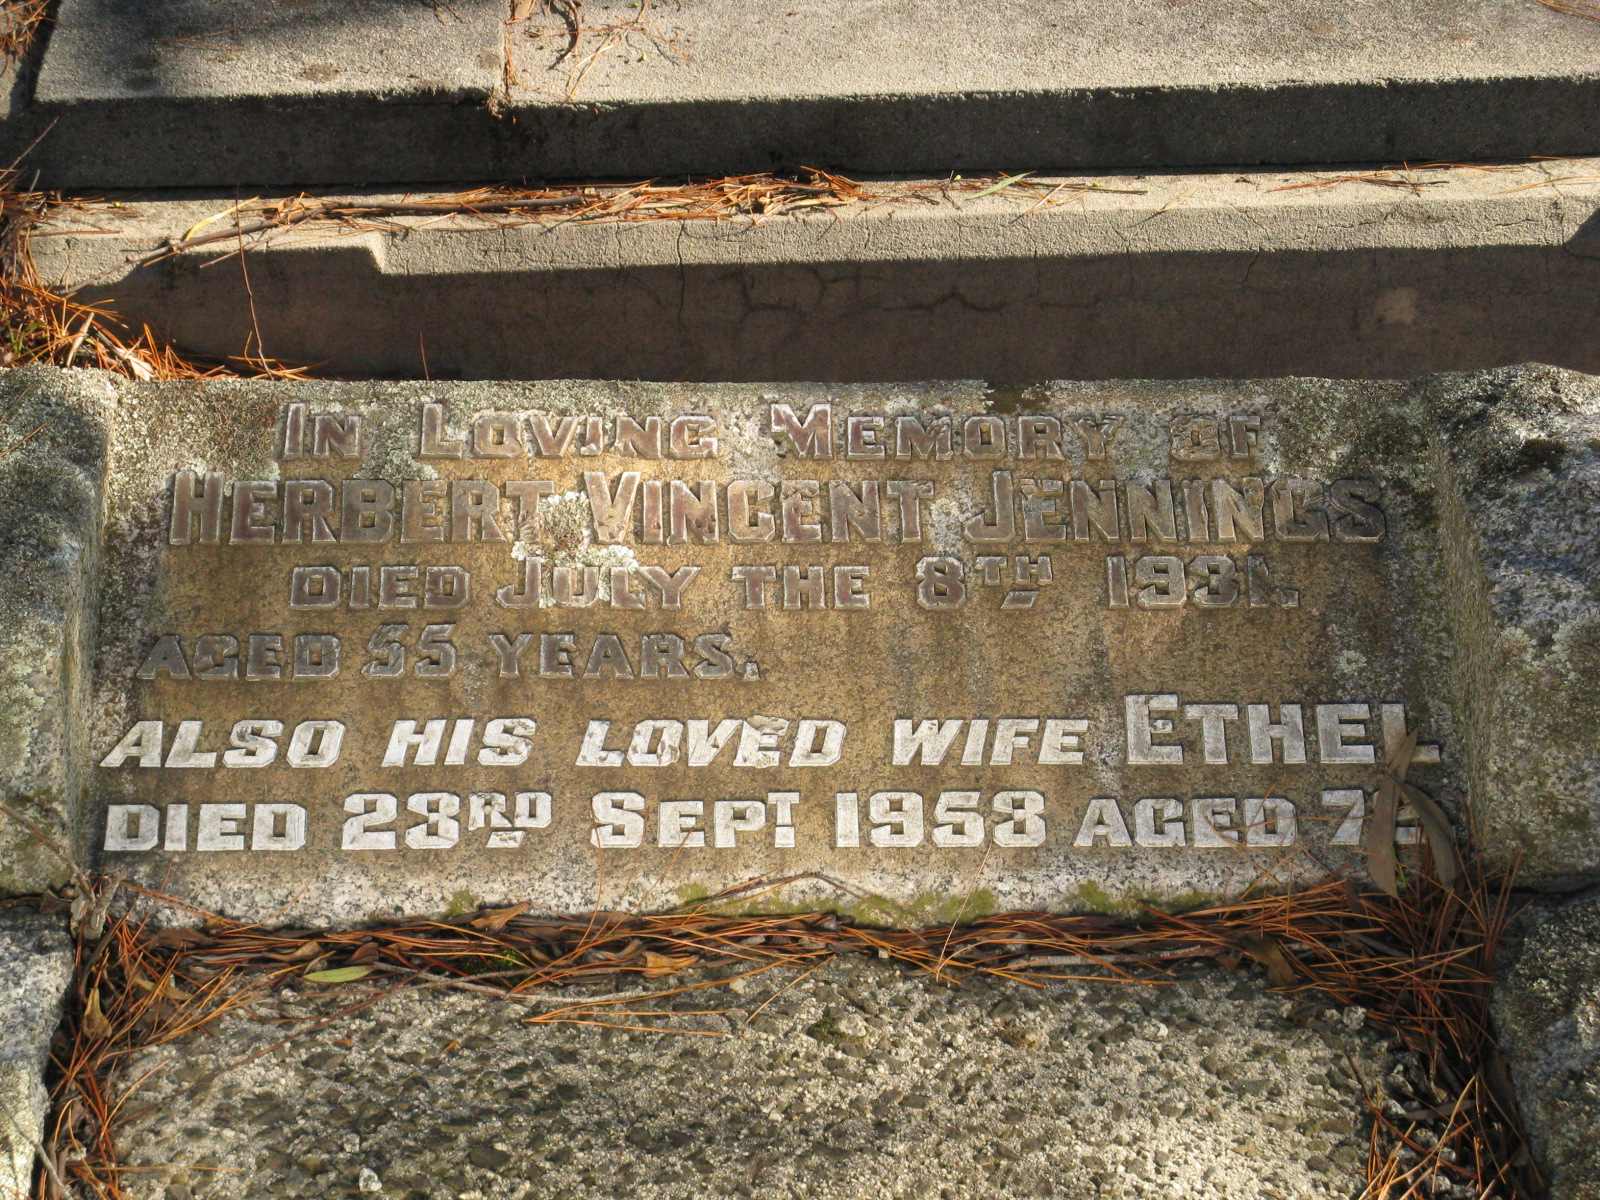 In Loving Memory of
Herbert Vincent Jennings
died July the 8th 1931.
aged 55 years.
also his loved wife Ethel
died 23rd Sept. 1953 aged